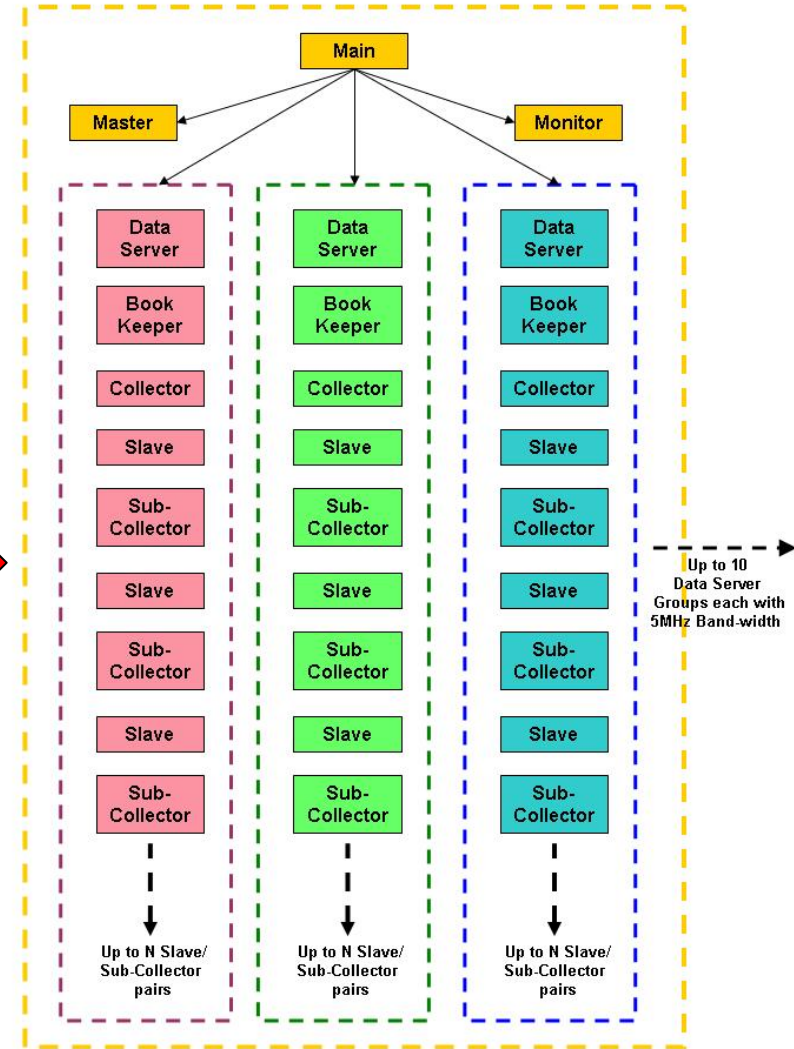 Main
Master
Monitor
Data
Server
Book
Keeper
Collector
Slave
Sub-
Collector
Slave
Sub-
Collector
Slave
Sub-
Collector
Up to N Slave/
Sub-Collector
pairs
Data
Server
Book
Keeper
Collector
Slave
Sub-
Collector
Slave
Sub-
Collector
Slave
Sub-
Collector
Up to N Slave/
Sub-Collector
pairs
Data
Server
Book
Keeper
Collector
Slave
Sub-
Collector
Slave
Sub-
Collector
Slave
Sub-
Collector
Up to N Slave/
Sub-Collector
pairs
Up to 10
Data Server
Groups each with
5MHz Band-width